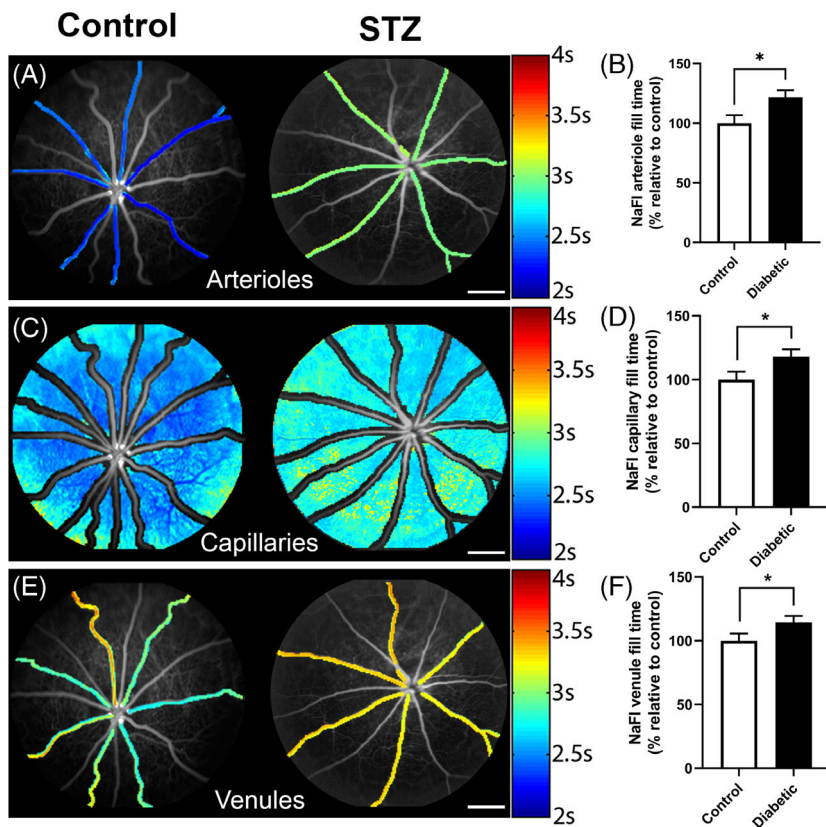 Control
STZ
(A)
Arterioles
4s
3.5s
3s
2.5s
2s
(B)
NaFl arteriole fill time
(% relative to control)
150
100
50
0
*
Control
Diabetic
(C)
Capillaries
4s
3.5s
3s
2.5s
2s
(D)
NaFl capillary fill time
(% relative to control)
150
100
50
0
*
Control
Diabetic
(E)
Venules
4s
3.5s
3s
2.5s
2s
(F)
NaFl venule fill time
(% relative to control)
150
100
50
0
*
Control
Diabetic